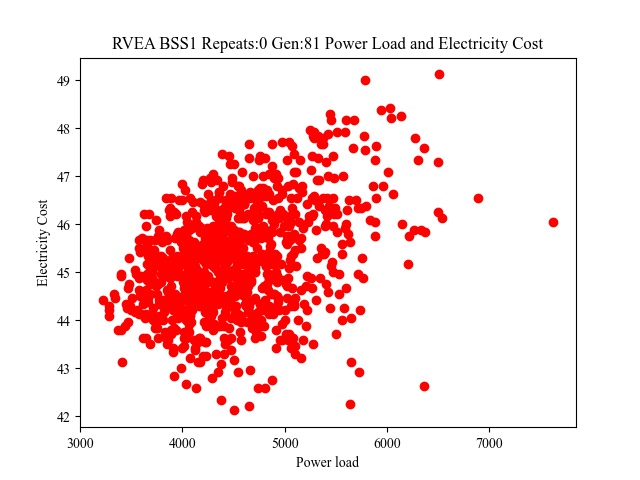 RVEA BSS1 Repeats:0 Gen:81 Power Load and Electricity Cost
49
48
47
46
45
44
43
42
Electricity Cost
3000 4000 5000 6000 7000
Power load